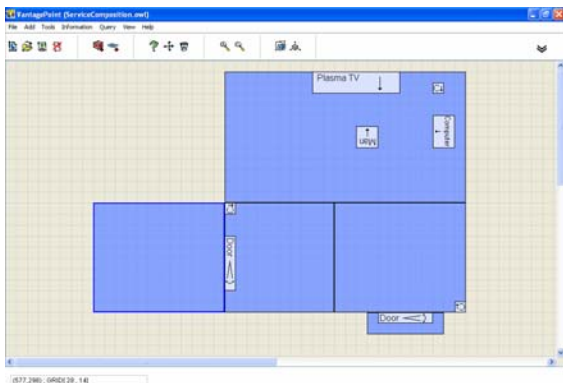 VantagePoint (ServiceComposition.owl)
File Add Tools Information Query View Help
Plasma TV
Man
Computer
Door
Door
(577,298) : GRID( 28 , 14)